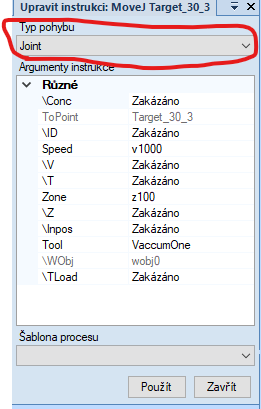 Upravit instrukci: MoveJ Target_30_3
Typ pohybu
Joint
Argumenty instrukce
Různé
\Conc Zakázáno
ToPoint Target_30_3
\ID Zakázáno
Speed v1000
\V Zakázáno
\T Zakázáno
Zone z100
\Z Zakázáno
\Inpos Zakázáno
Tool VaccumOne
\WObj wobj0
\TLoad Zakázáno
Šablona procesu
Použít Zavřít